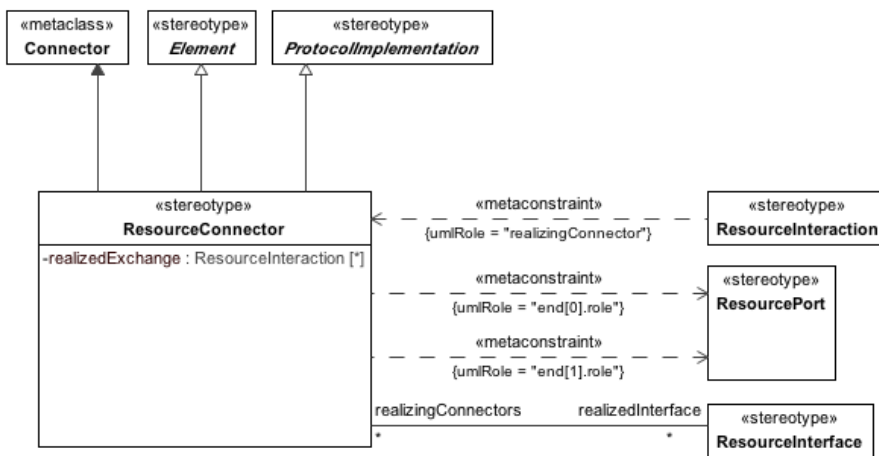 «metaclass»
Connector
«stereotype»
Element
«stereotype»
ProtocolImplementation
«stereotype»
ResourceConnector
-realizedExchange : ResourceInteraction [*]
«metaconstraint»
{umlRole = "realizingConnector"}
«stereotype»
ResourceInteraction
«metaconstraint»
{umlRole = "end[0].role"}
«stereotype»
ResourcePort
«metaconstraint»
{umlRole = "end[1].role"}
realizingConnectors
realizedInterface
*
*
«stereotype»
ResourceInterface